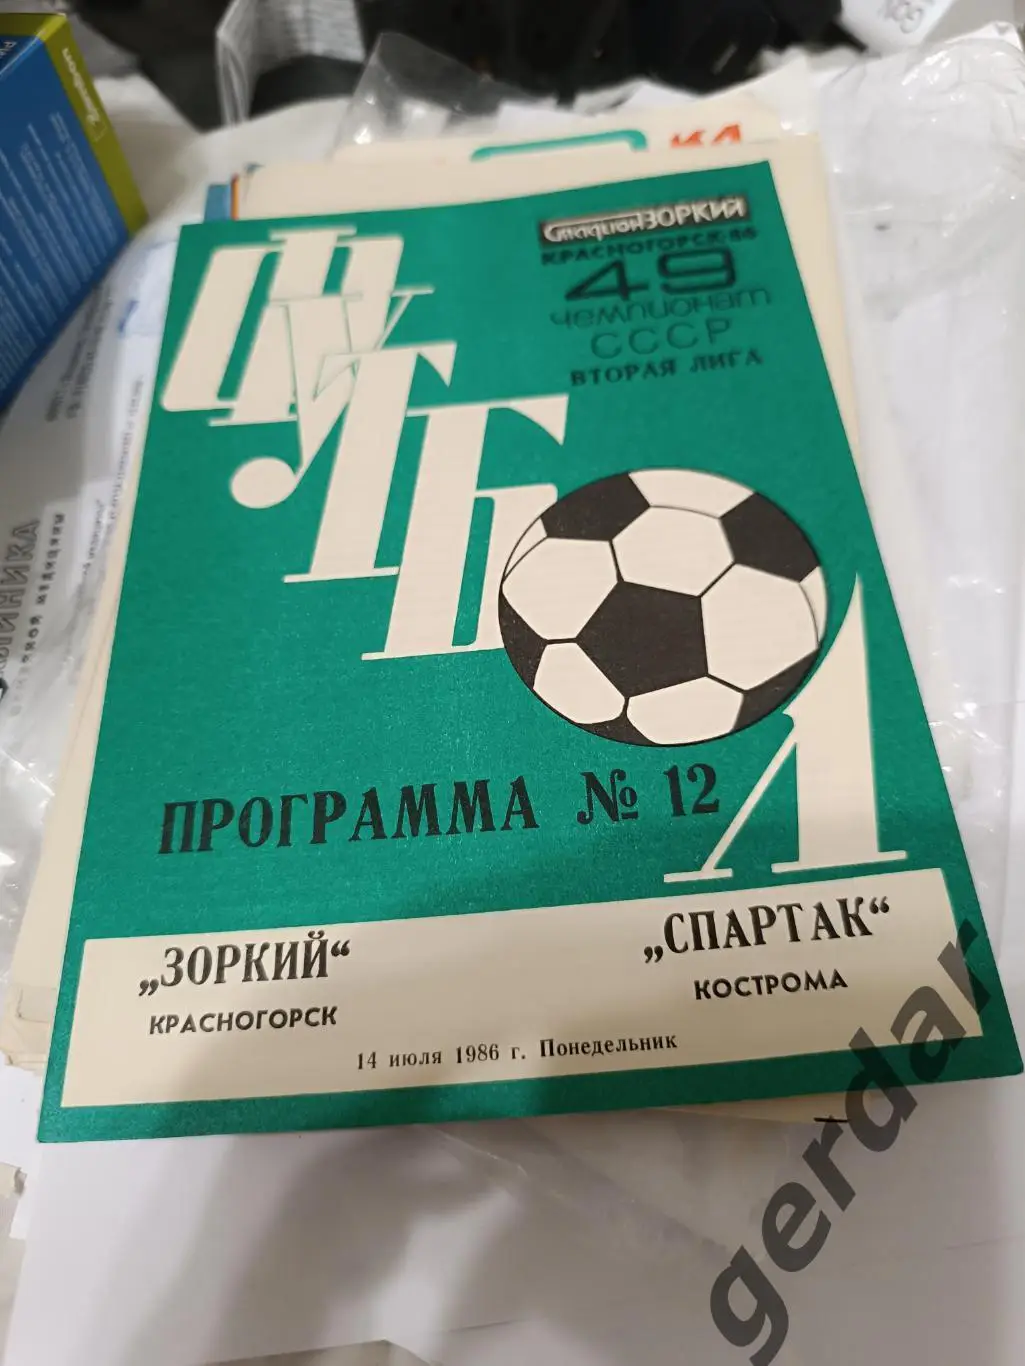 КА
Стадион ЗОРКИЙ
КРАСНОГОРСК-86
49
чемпионат
СССР
ВТОРАЯ ЛИГА
ФУТБОЛ
ПРОГРАММА № 12
„ЗОРКИЙ“
КРАСНОГОРСК
„СПАРТАК“
КОСТРОМА
14 июля 1986 г. Понедельник
gerdar